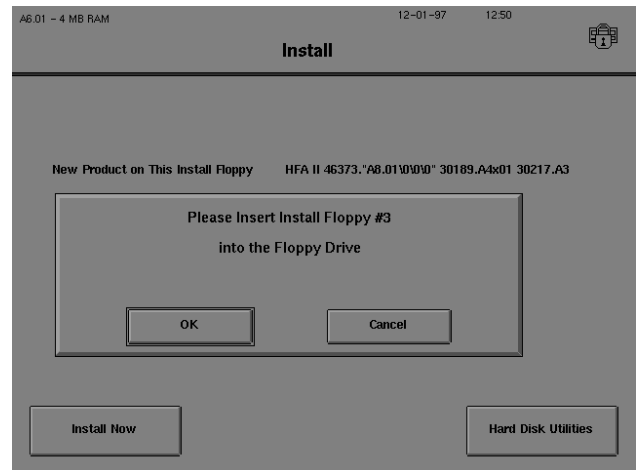 A6.01 - 4 MB RAM
12-01-97 12:50
Install
New Product on This Install Floppy HFA II 46373."A8.01\0\0\0" 30189.A4x01 30217.A3
Please Insert Install Floppy #3
into the Floppy Drive
OK Cancel
Install Now Hard Disk Utilities